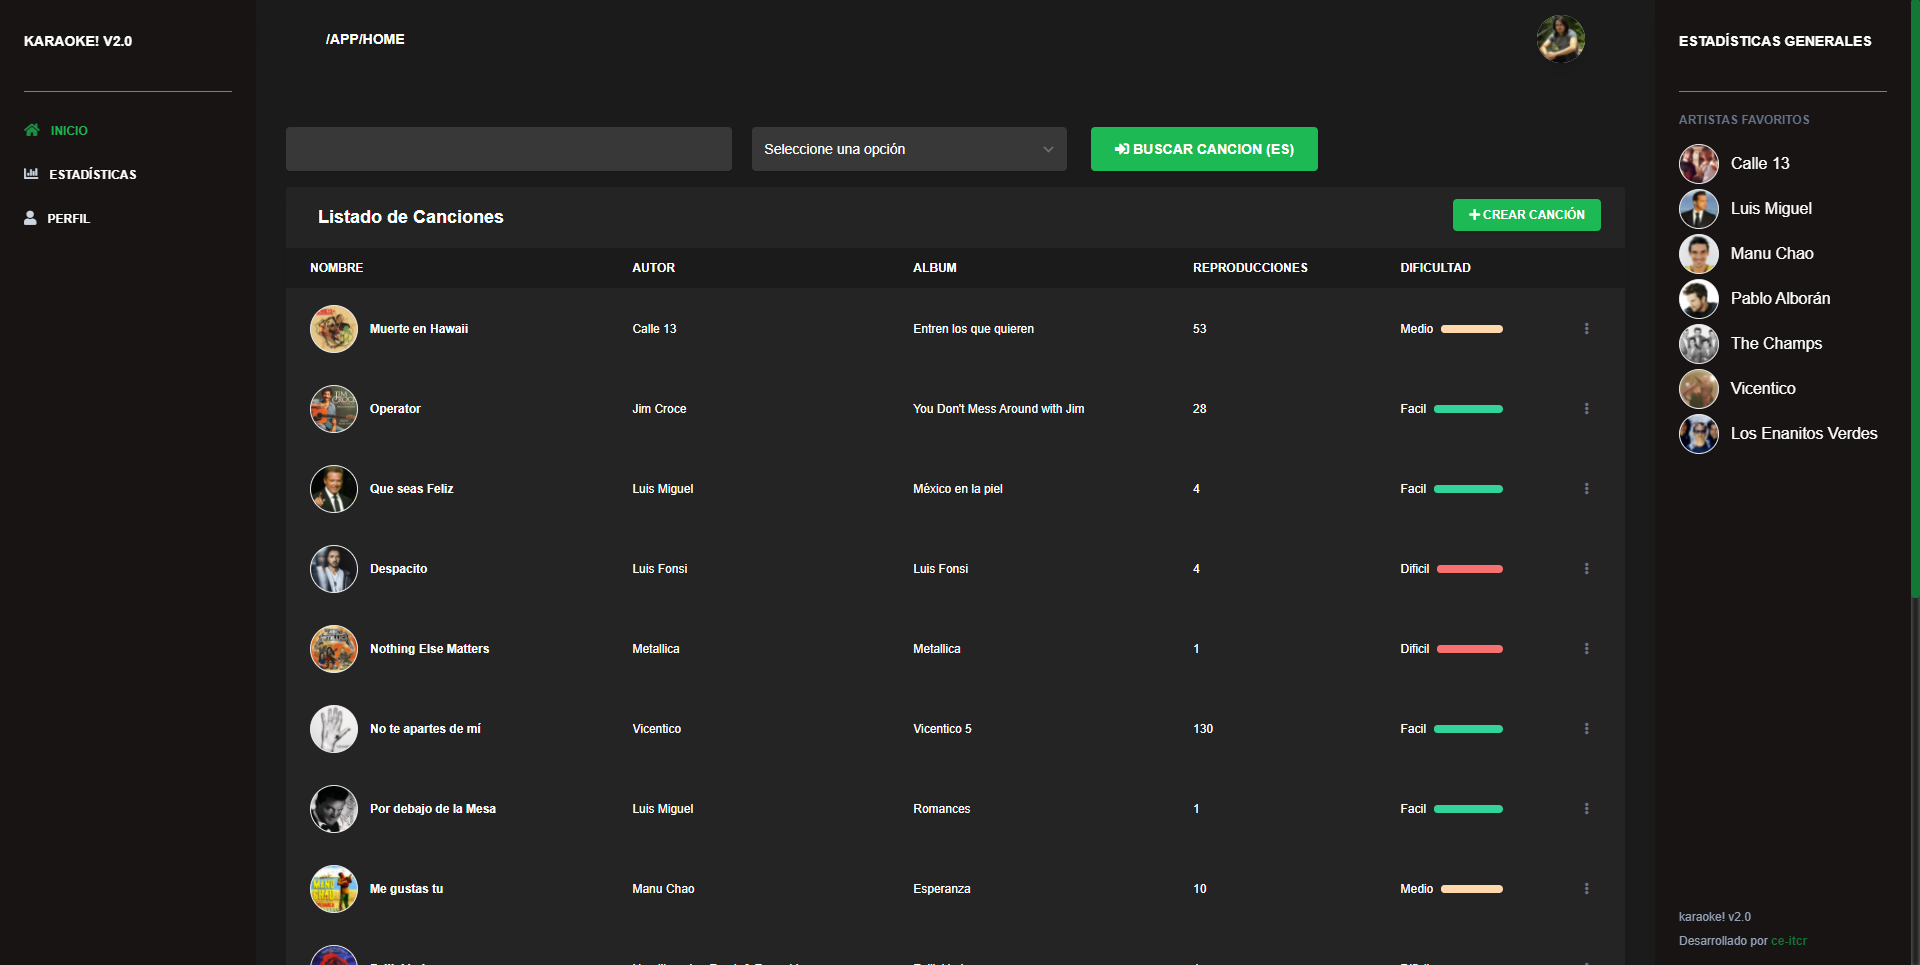 KARAOKE! V2.0
INICIO
ESTADÍSTICAS
PERFIL
/APP/HOME
Seleccione una opción
BUSCAR CANCION (ES)
Listado de Canciones
CREAR CANCIÓN
NOMBRE AUTOR ALBUM REPRODUCCIONES DIFICULTAD
Muerte en Hawaii Calle 13 Entren los que quieren 53 Medio
Operator Jim Croce You Don't Mess Around with Jim 28 Facil
Que seas Feliz Luis Miguel México en la piel 4 Facil
Despacito Luis Fonsi Luis Fonsi 4 Dificil
Nothing Else Matters Metallica Metallica 1 Dificil
No te apartes de mí Vicentico Vicentico 5 130 Facil
Por debajo de la Mesa Luis Miguel Romances 1 Facil
Me gustas tu Manu Chao Esperanza 10 Medio
ESTADÍSTICAS GENERALES
ARTISTAS FAVORITOS
Calle 13
Luis Miguel
Manu Chao
Pablo Alborán
The Champs
Vicentico
Los Enanitos Verdes
karaoke! v2.0
Desarrollado por ce-itcr